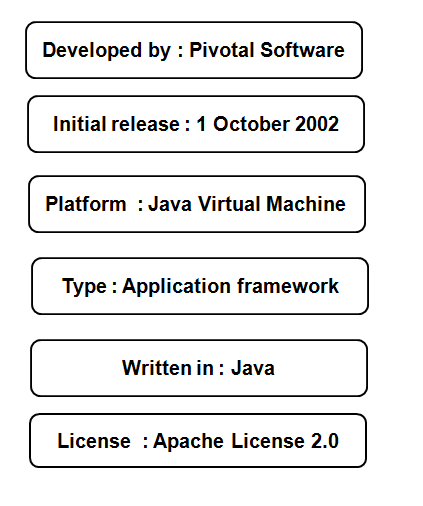 Developed by : Pivotal Software
Initial release : 1 October 2002
Platform : Java Virtual Machine
Type : Application framework
Written in : Java
License : Apache License 2.0